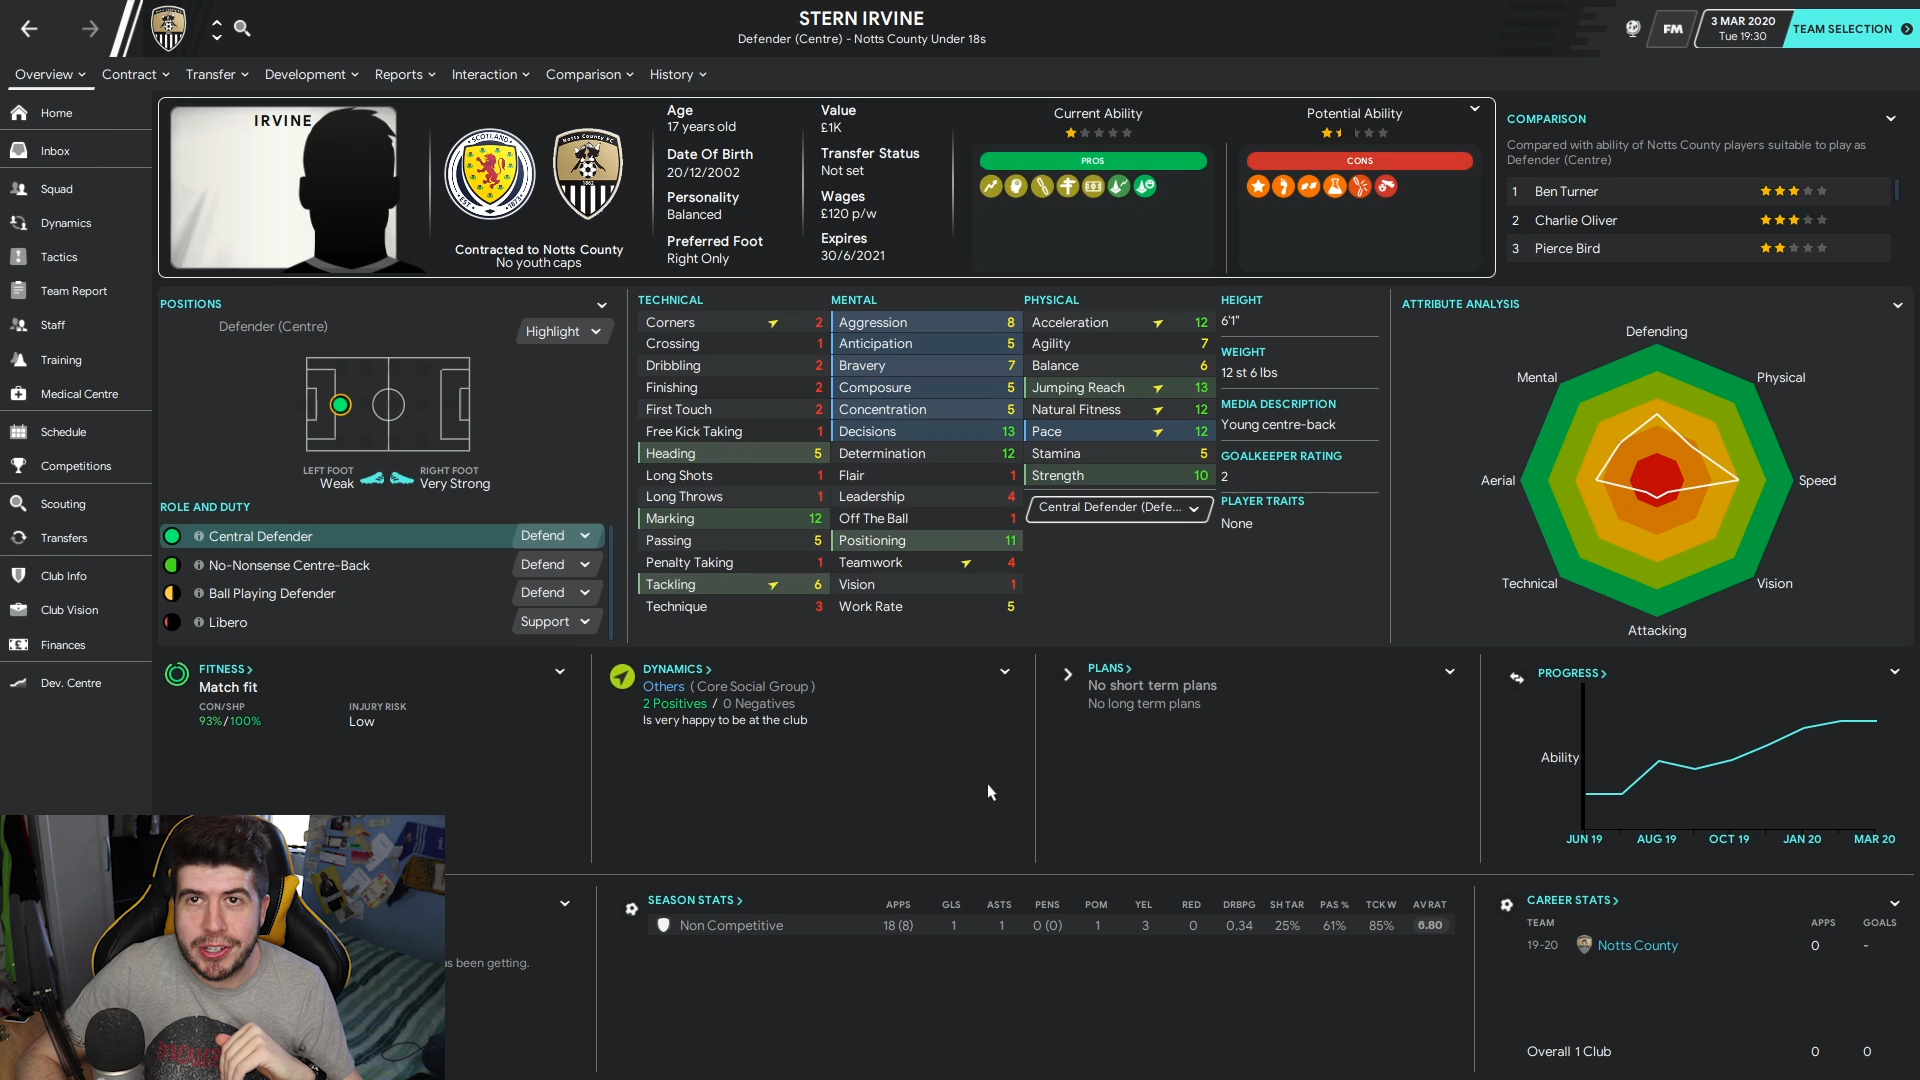 STERN IRVINE
Defender (Centre) - Notts County Under 18s
FM
3 MAR 2020
Tue 19:30
TEAM SELECTION
Overview
Contract
Transfer
Development
Reports
Interaction
Comparison
History
Home
Inbox
Squad
Dynamics
Tactics
Team Report
Staff
Training
Medical Centre
Schedule
Competitions
Scouting
Transfers
Club Info
Club Vision
Finances
Dev. Centre
IRVINE
SCOTLAND
Notts County FC
1862
Contracted to Notts County
No youth caps
Age
17 years old
Date Of Birth
20/12/2002
Personality
Balanced
Preferred Foot
Right Only
Value
£1K
Transfer Status
Not set
Wages
£120 p/w
Expires
30/6/2021
Current Ability
PROS
Potential Ability
CONS
COMPARISON
Compared with ability of Notts County players suitable to play as
Defender (Centre)
1 Ben Turner
2 Charlie Oliver
3 Pierce Bird
POSITIONS
Defender (Centre)
Highlight
LEFT FOOT
Weak
RIGHT FOOT
Very Strong
ROLE AND DUTY
Central Defender Defend
No-Nonsense Centre-Back Defend
Ball Playing Defender Defend
Libero Support
TECHNICAL
Corners 2
Crossing 1
Dribbling 2
Finishing 2
First Touch 2
Free Kick Taking 1
Heading 5
Long Shots 1
Long Throws 1
Marking 12
Passing 5
Penalty Taking 1
Tackling 6
Technique 3
MENTAL
Aggression 8
Anticipation 5
Bravery 7
Composure 5
Concentration 5
Decisions 13
Determination 12
Flair 1
Leadership 4
Off The Ball 1
Positioning 11
Teamwork 4
Vision 1
Work Rate 5
PHYSICAL
Acceleration 12
Agility 7
Balance 6
Jumping Reach 13
Natural Fitness 12
Pace 12
Stamina 5
Strength 10
Central Defender (Defe...
HEIGHT
6'1"
WEIGHT
12 st 6 lbs
MEDIA DESCRIPTION
Young centre-back
GOALKEEPER RATING
2
PLAYER TRAITS
None
ATTRIBUTE ANALYSIS
Defending
Mental
Physical
Aerial
Speed
Technical
Vision
Attacking
FITNESS
Match fit
CON/SHP
93%/100%
INJURY RISK
Low
DYNAMICS
Others (Core Social Group)
2 Positives / 0 Negatives
Is very happy to be at the club
PLANS
No short term plans
No long term plans
PROGRESS
Ability
JUN 19 AUG 19 OCT 19 JAN 20 MAR 20
as been getting.
SEASON STATS APPS GLS ASTS PENS POM YEL RED DRBPG SH TAR PAS % TCK W AV RAT
Non Competitive 18 (8) 1 1 0 (0) 1 3 0 0.34 25% 61% 85% 6.80
CAREER STATS
TEAM APPS GOALS
19-20 Notts County 0 -
Overall 1 Club 0 0